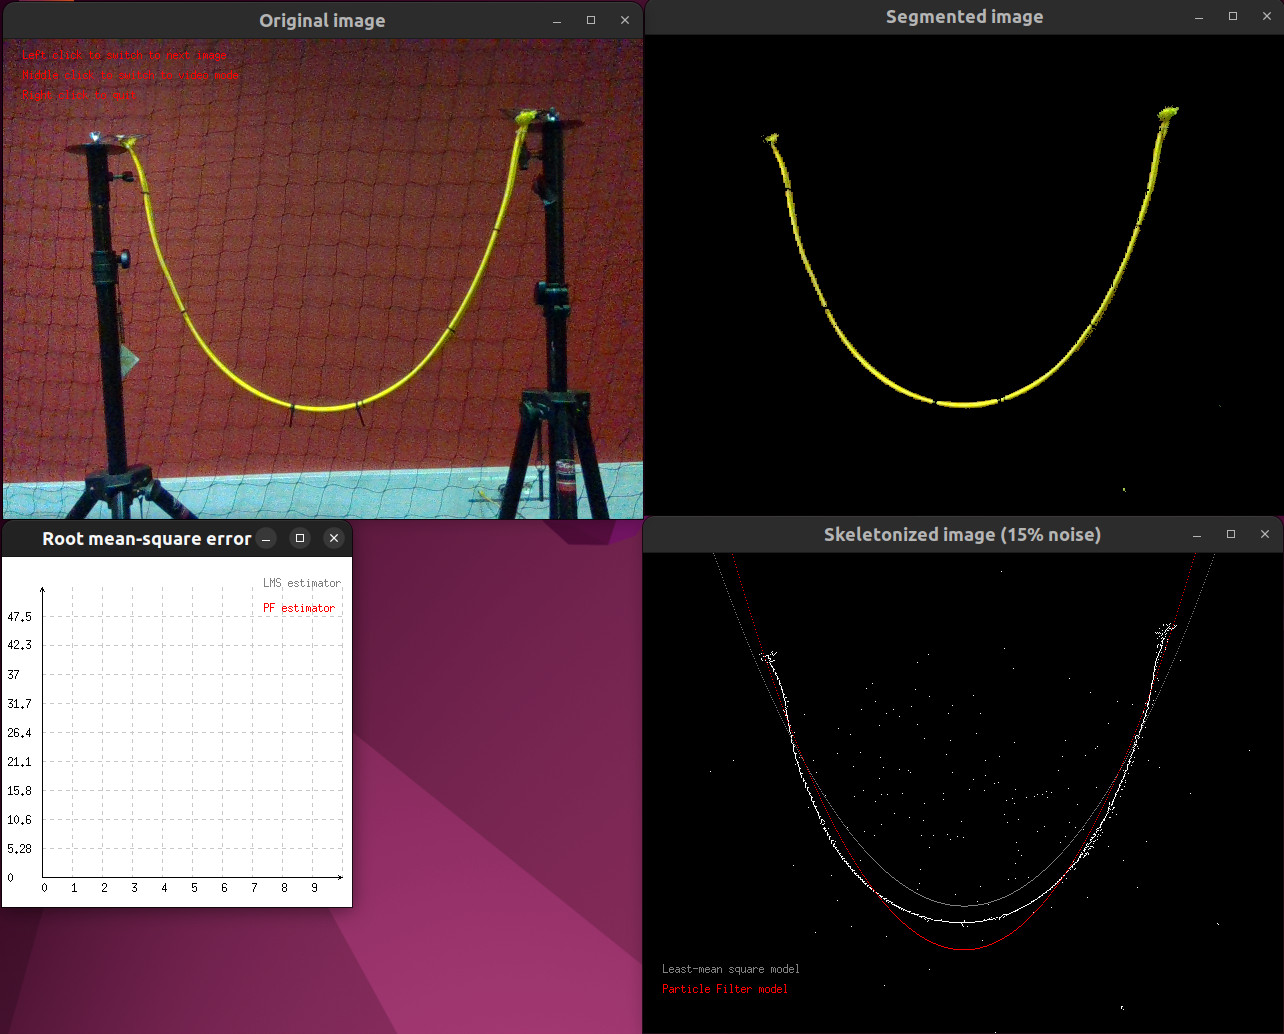 Original image
Segmented image
Left click to switch to next image
Middle click to switch to video mode
Right click to quit
Root mean-square error
LMS estimator
PF estimator
47.5
42.3
37
31.7
26.4
21.1
15.8
10.6
5.28
0
0 1 2 3 4 5 6 7 8 9
Skeletonized image (15% noise)
Least-mean square model
Particle Filter model